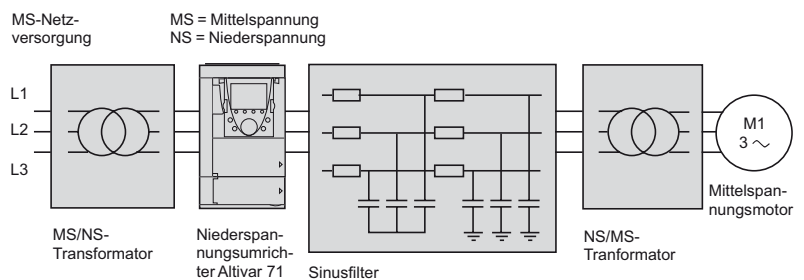 MS-Netz-
versorgung
MS = Mittelspannung
NS = Niederspannung
L1
L2
L3
M1
3 ~
MS/NS-
Transformator
Niederspan-
nungsumrich-
ter Altivar 71
Sinusfilter
NS/MS-
Tranformator
Mittelspan-
nungsmotor